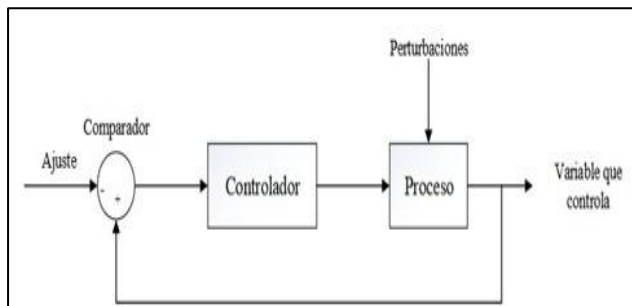 Perturbaciones
Comparador
Ajuste
-
+
Controlador
Proceso
Variable que
controla